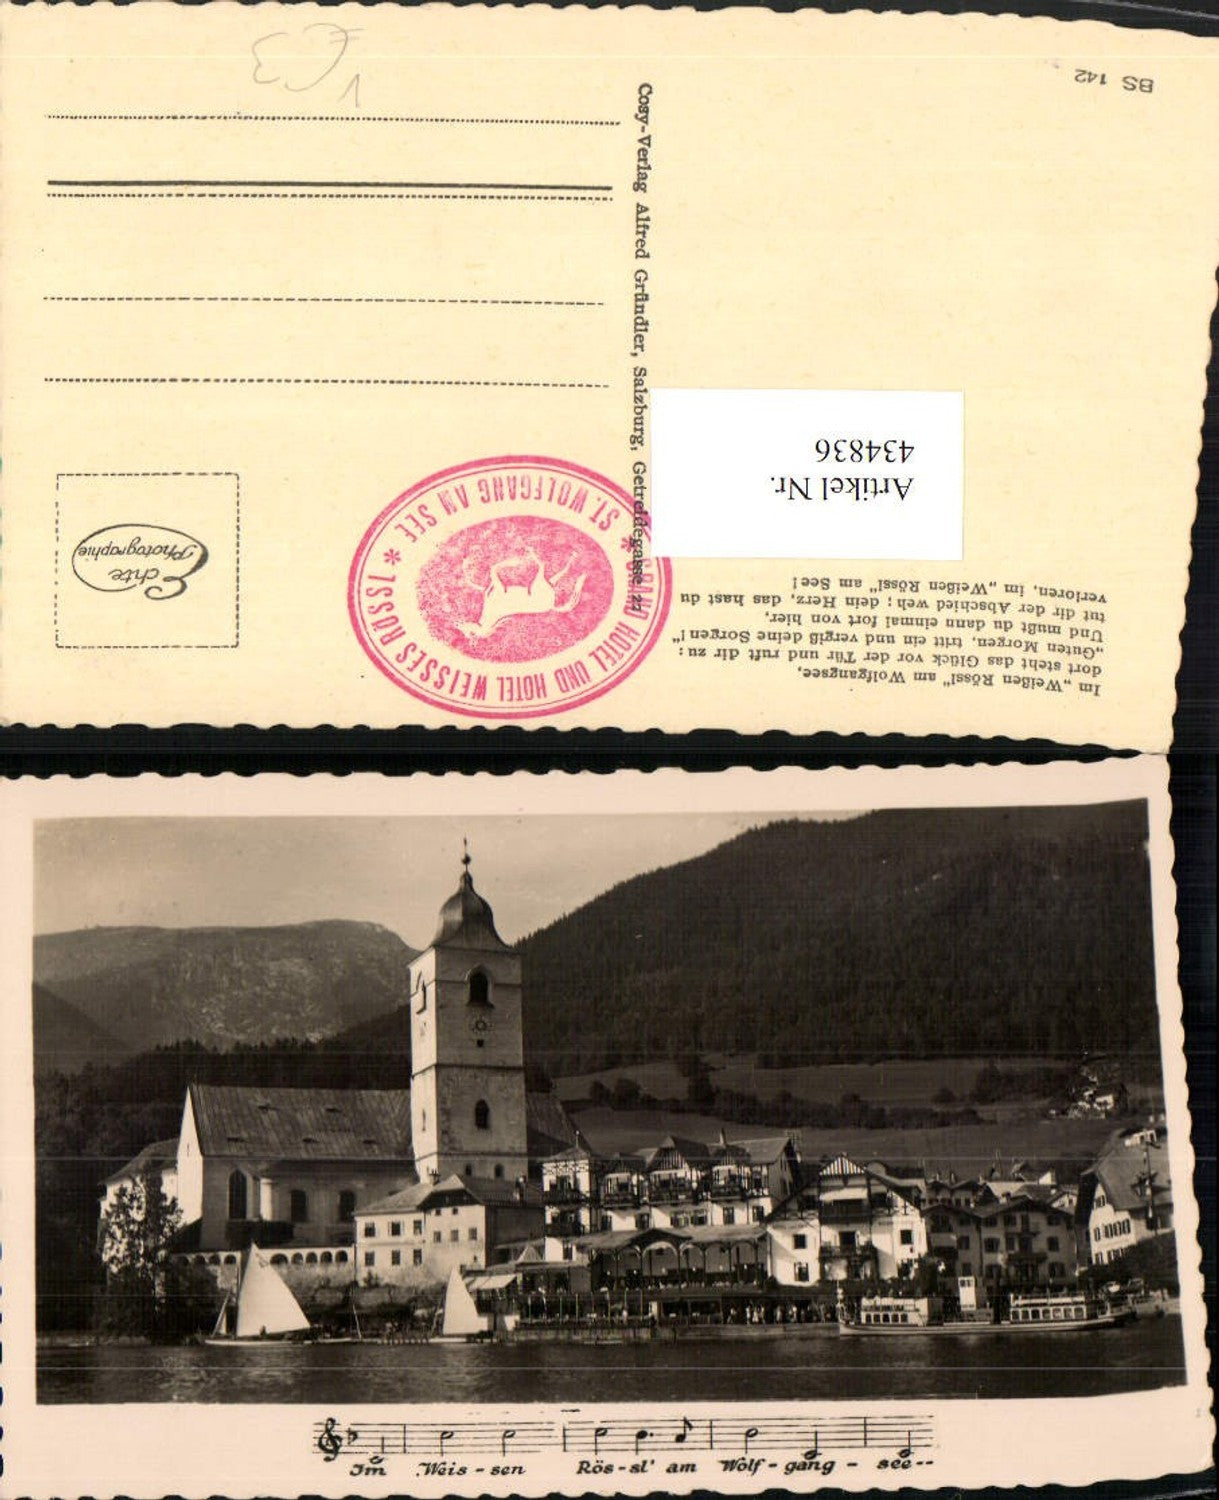 BS 142
€3 V
Cosy-Verlag Alfred Gründler, Salzburg, Getreidegasse 22
Artikel Nr.
434836
Im „Weißen Rössl“ am Wolfgangsee,
dort steht das Glück vor der Tür und ruft dir zu:
„Guten Morgen, tritt ein und vergiß deine Sorgen!“
Und mußt du dann einmal fort von hier,
tut dir der Abschied weh; dein Herz, das hast du
verloren, im „Weißen Rössl“ am See!
* GRAND HOTEL UND HOTEL WEISSES RÖSSL *
ST. WOLFGANG AM SEE
Echte
Photographie
Im Weis-sen Rös-sl' am Wolf-gang-see--